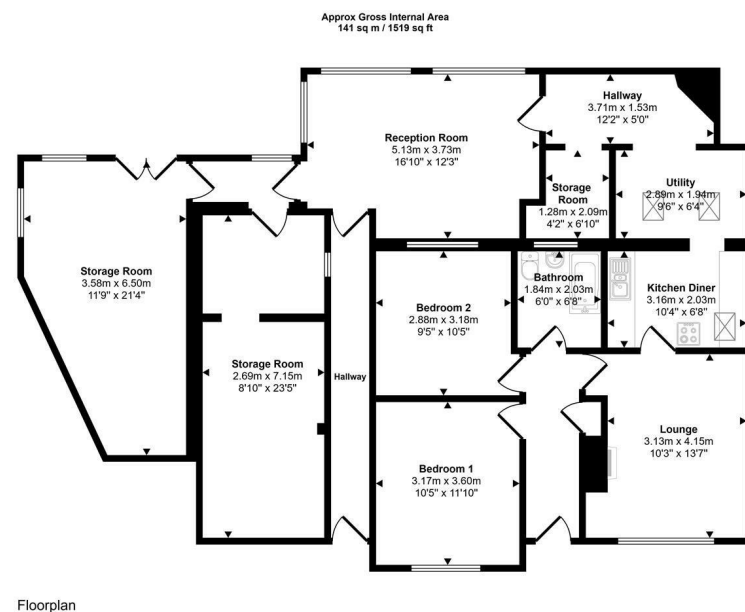 Approx Gross Internal Area
141 sq m / 1519 sq ft
Hallway
3.71m x 1.53m
12'2" x 5'0"
Reception Room
5.13m x 3.73m
16'10" x 12'3"
Utility
2.89m x 1.94m
9'6" x 6'4"
Storage
Room
1.28m x 2.09m
4'2" x 6'10"
Storage Room
3.58m x 6.50m
11'9" x 21'4"
Bathroom
1.84m x 2.03m
6'0" x 6'8"
Kitchen Diner
3.16m x 2.03m
10'4" x 6'8"
Bedroom 2
2.88m x 3.18m
9'5" x 10'5"
Storage Room
2.69m x 7.15m
8'10" x 23'5"
Hallway
Lounge
3.13m x 4.15m
10'3" x 13'7"
Bedroom 1
3.17m x 3.60m
10'5" x 11'10"
Floorplan